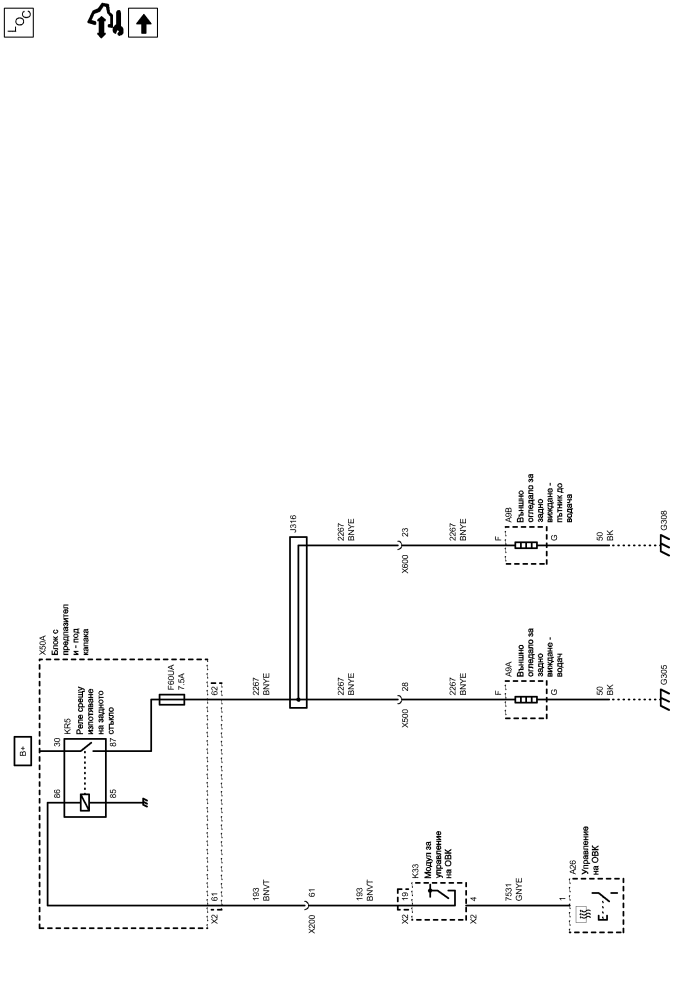 LOC
B+
X50A
Блок с
предпазител
и - под
капака
KR5
Реле срещу
изпотяване
на задното
стъкло
30
86
87
85
F60UA
7.5A
62
61
X2
2267
BNYE
J316
193
BNVT
61
X200
193
BNVT
2267
BNYE
28
X500
2267
BNYE
2267
BNYE
23
X600
2267
BNYE
19
X2
K33
Модул за
управление
на ОВК
4
X2
7531
GNYE
1
A26
Управление
на ОВК
F
A9A
Външно
огледало за
задно
виждане -
водач
G
50
BK
G305
F
A9B
Външно
огледало за
задно
виждане -
пътник до
водача
G
50
BK
G308